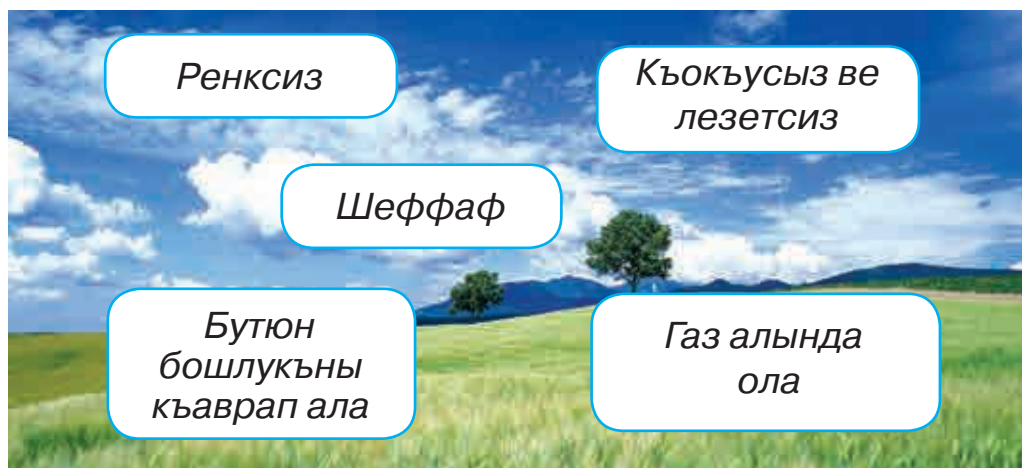 Ренксиз
Къокъусыз ве
лезетсиз
Шеффаф
Бутюн
бошлукъны
къаврап ала
Газ алында
ола